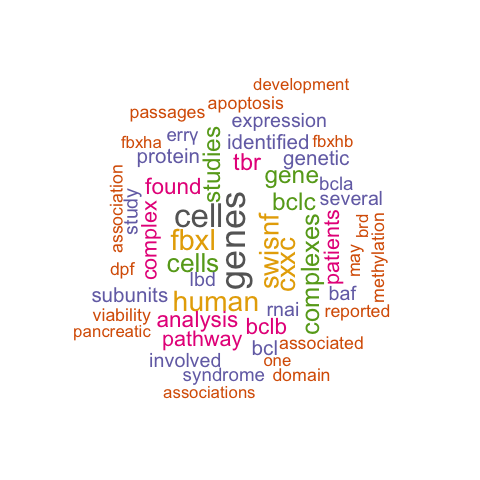 development
apoptosis
passages
expression
errγ
studies
identified
fbxha
fbxhb
protein
tbr
genetic
gene
found
bcla
association
study
complex
several
bclc
cell
genes
swisnf
cxxc
complexes
patients
brd
may
methylation
fbxl
cells
dpf
lbd
baf
subunits
human
rnai
reported
viability
analysis
bclb
pancreatic
pathway
bcl
associated
involved
one
syndrome
domain
associations